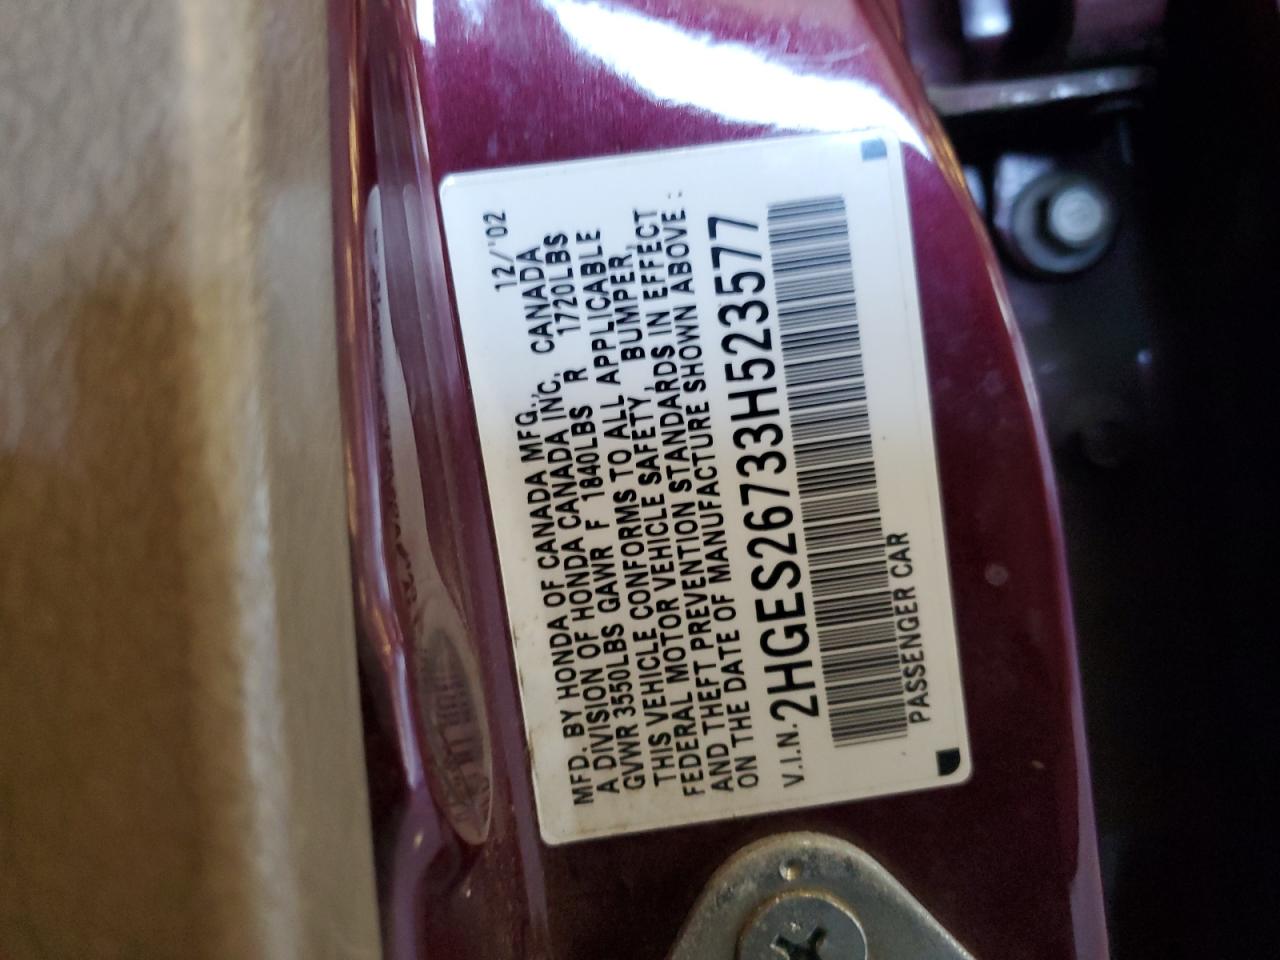 12/'02
MFD. BY HONDA OF CANADA MFG., CANADA
A DIVISION OF HONDA CANADA INC.
GVWR 3550LBS GAWR F 1840LBS R 1720LBS
THIS VEHICLE CONFORMS TO ALL APPLICABLE
FEDERAL MOTOR VEHICLE SAFETY, BUMPER,
AND THEFT PREVENTION STANDARDS IN EFFECT
ON THE DATE OF MANUFACTURE SHOWN ABOVE:
V.I.N. 2HGES26733H523577
PASSENGER CAR